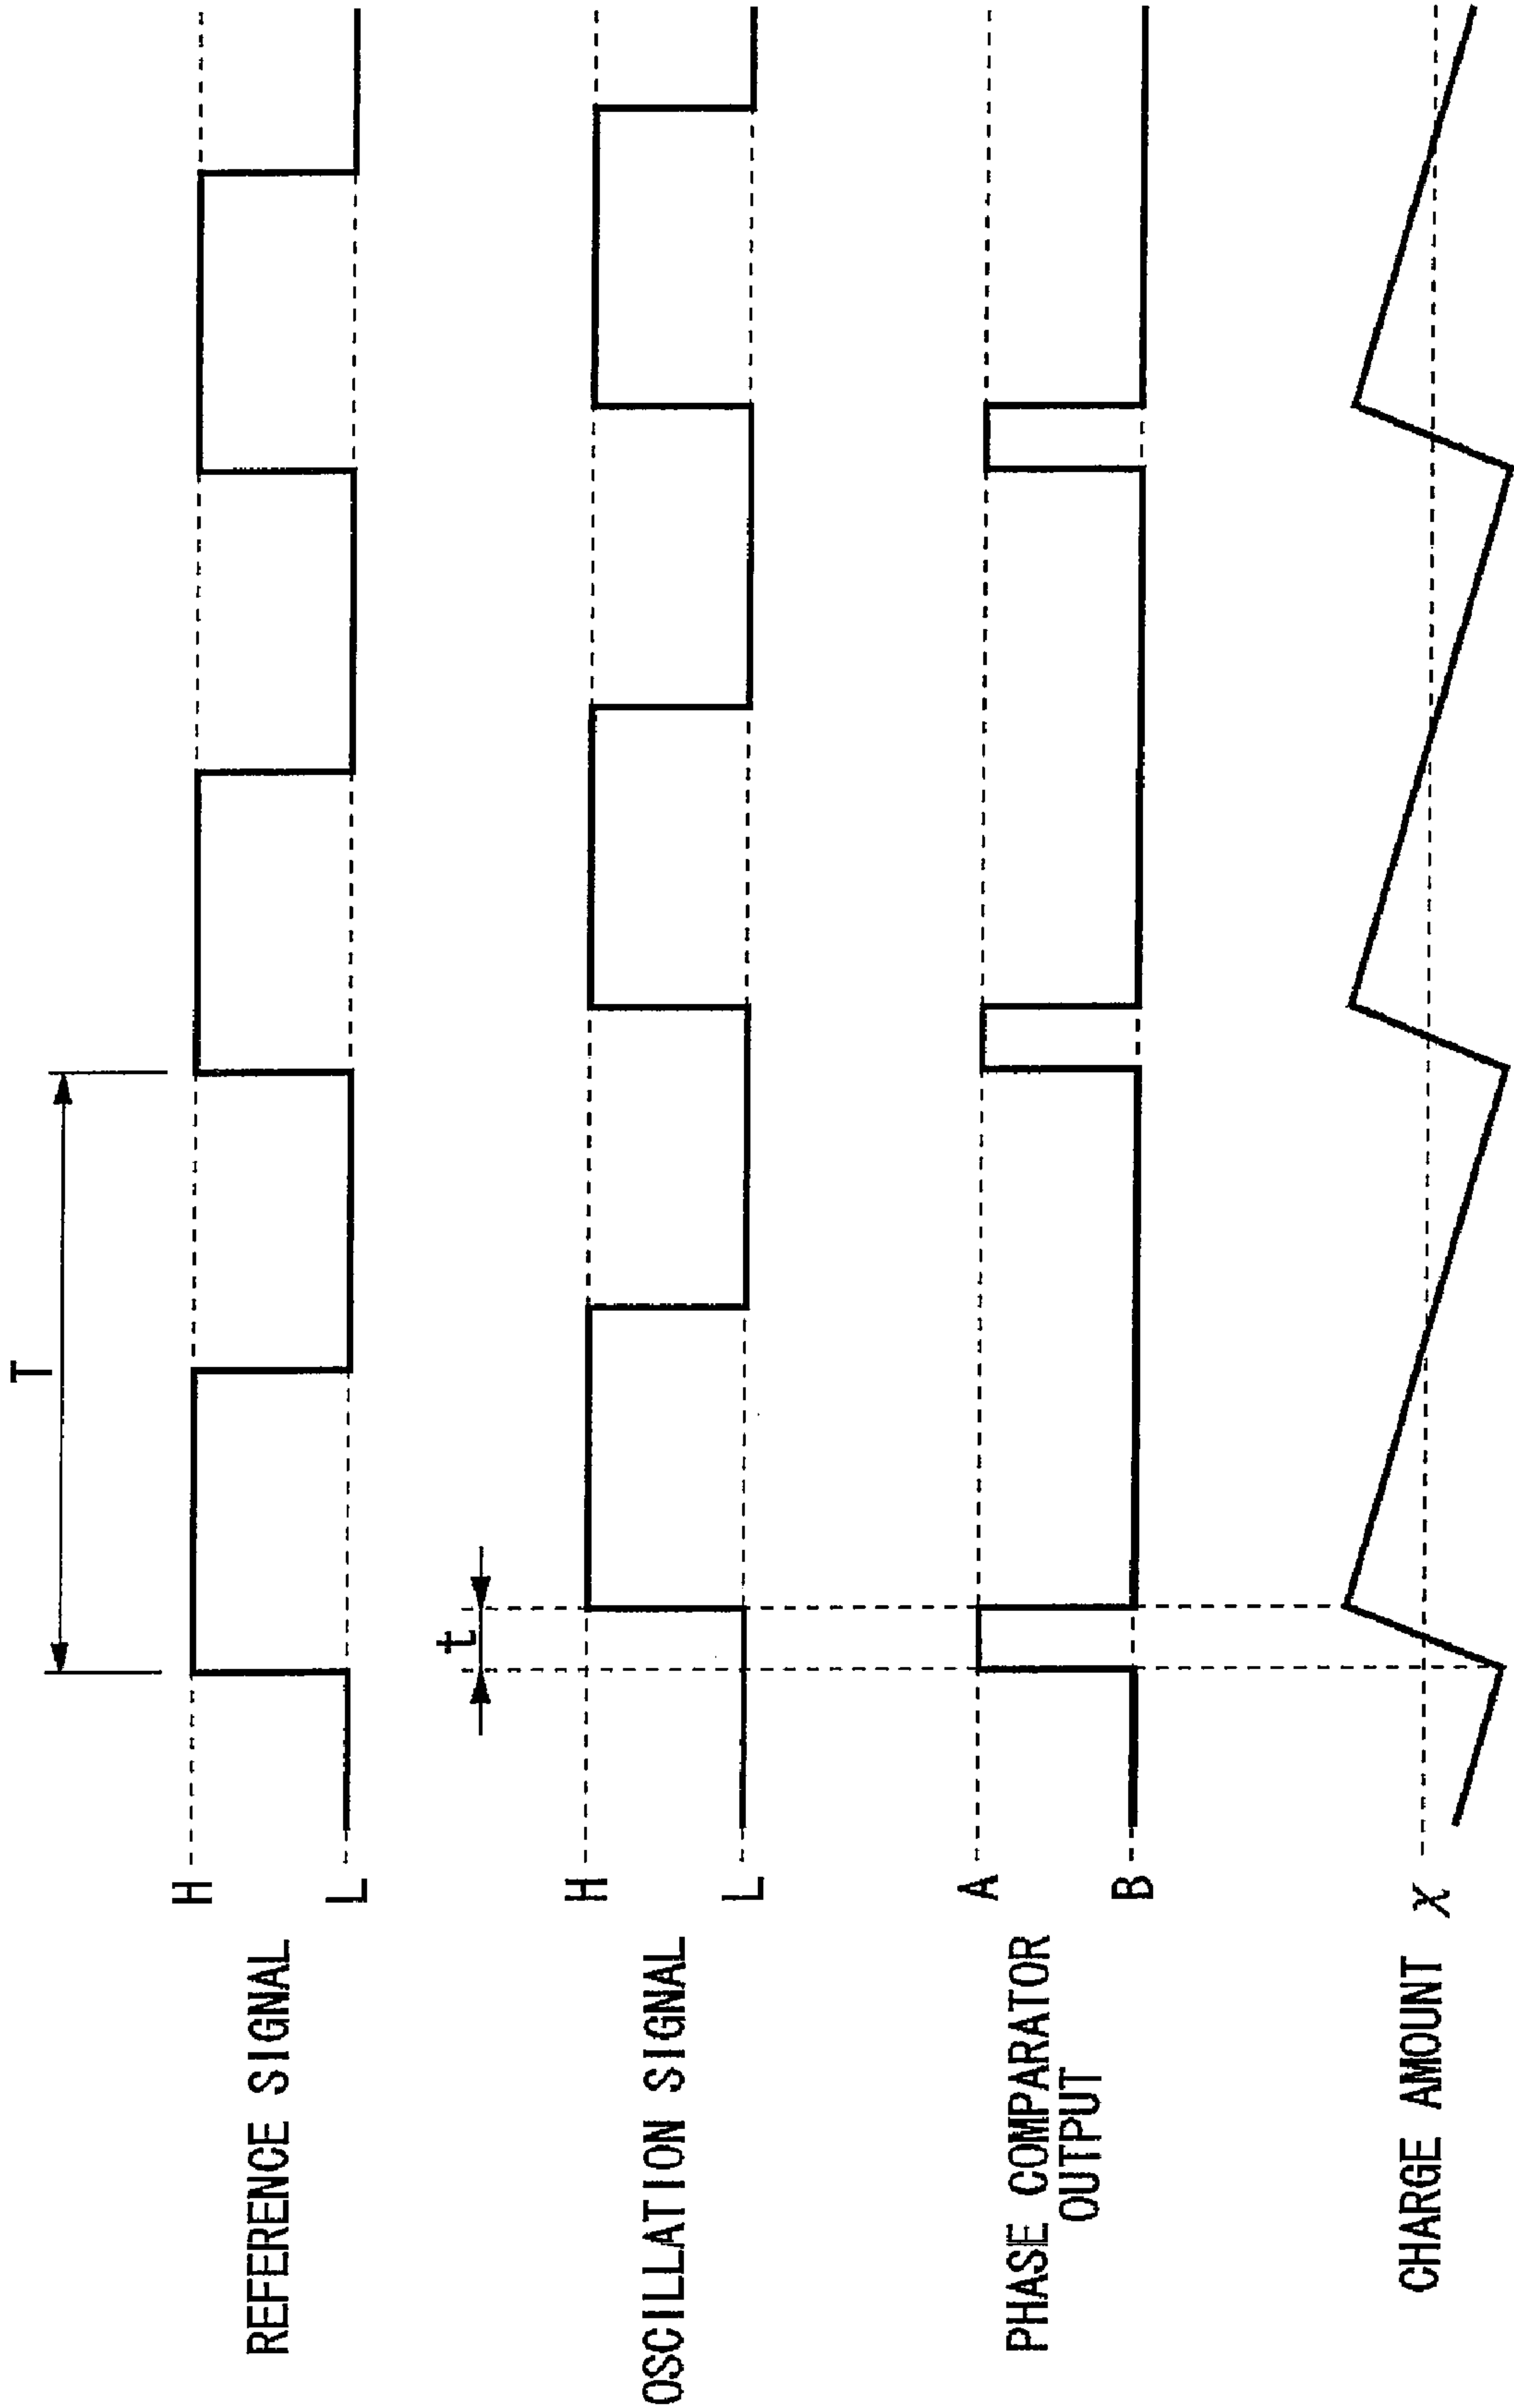 T
H
REFERENCE SIGNAL
L
t
H
OSCILLATION SIGNAL
L
A
PHASE COMPARATOR
OUTPUT
B
CHARGE AMOUNT χ